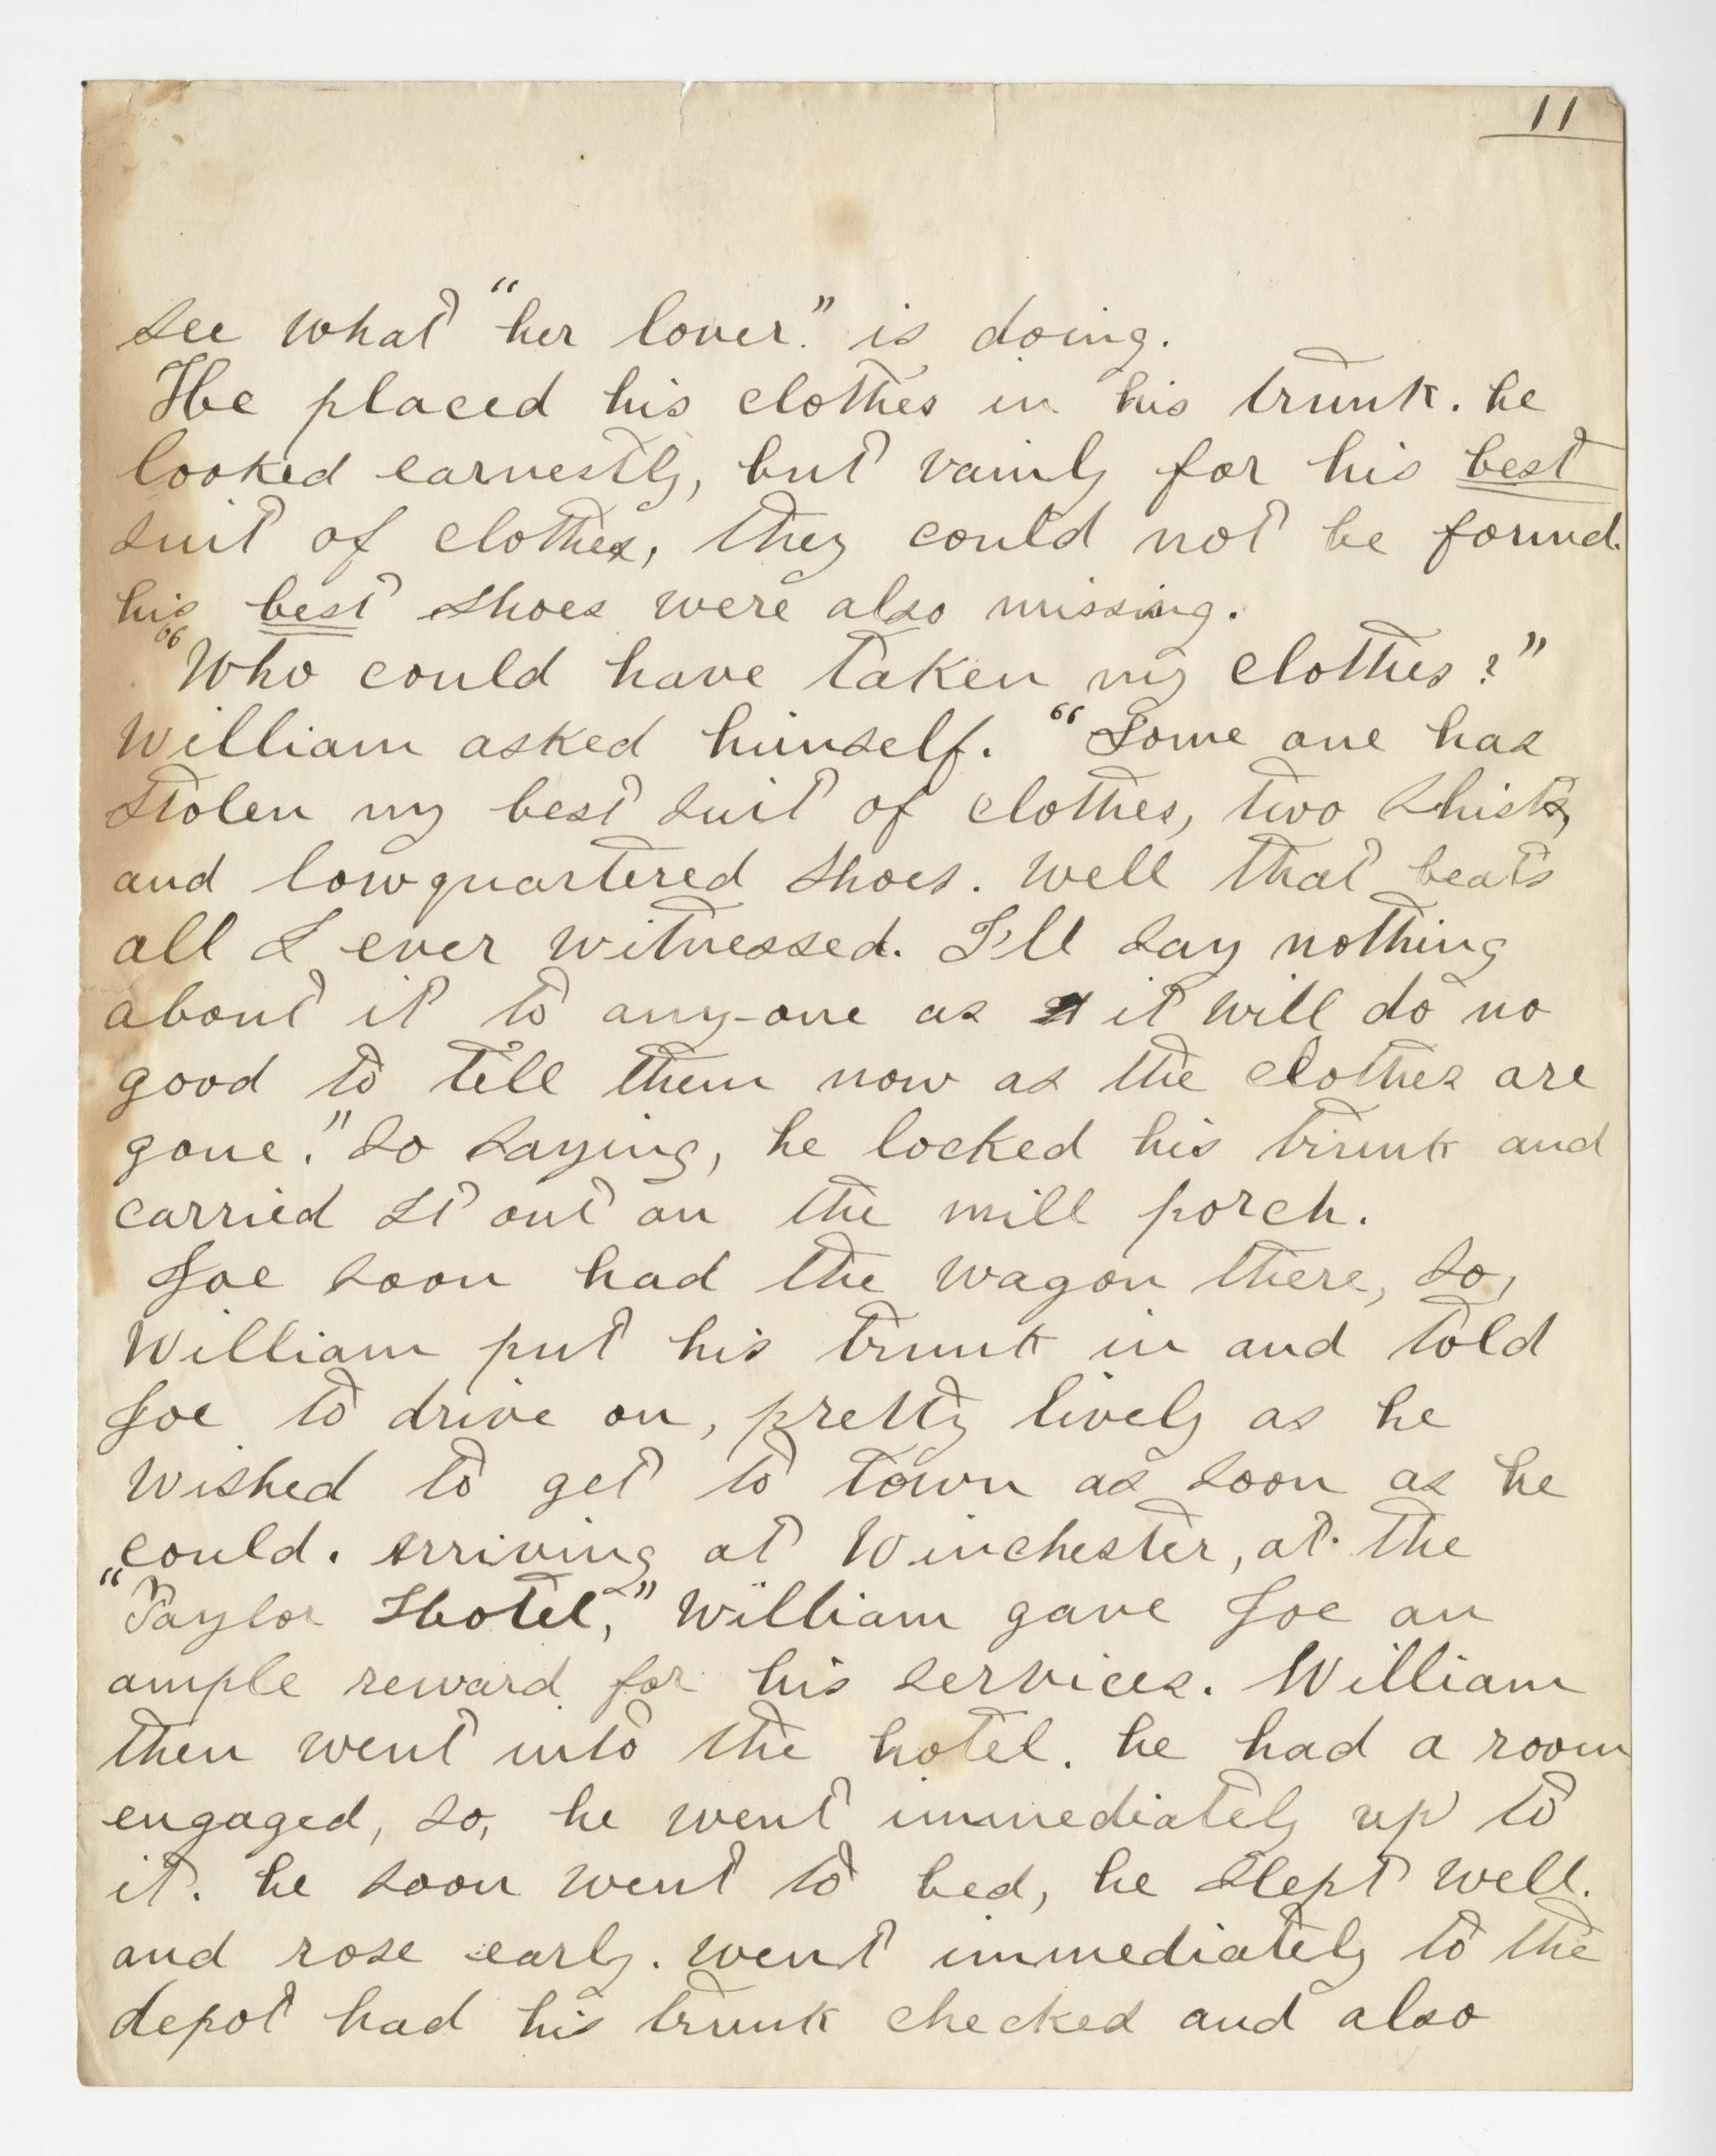 11
see what "her lover." is doing.
He placed his clothes in his trunk. he
looked earnestly, but vainly for his best
suit of clothes, they could not be found.
his best shoes were also missing.
"Who could have taken my clothes?"
William asked himself. "Some one has
stolen my best suit of clothes, two shirts,
and lowquartered shoes. well that beats
all I ever witnessed. I'll say nothing
about it to any-one as it will do no
good to tell them now as the clothes are
gone." So saying, he locked his trunk and
carried it out on the mill porch.
Joe soon had the wagon there, so,
William put his trunk in and told
Joe to drive on, pretty lively as he
wished to get to town as soon as he
could. arriving at Winchester, at the
"Taylor Hotel," William gave Joe an
ample reward for his services. William
then went into the hotel. he had a room
engaged, so, he went immediately up to
it. he soon went to bed, he slept well.
and rose early. went immediately to the
depot had his trunk checked and also